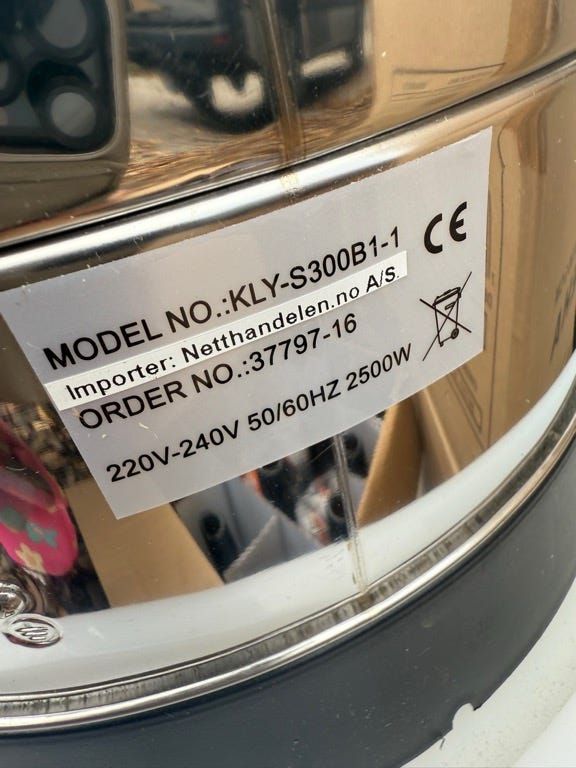 MODEL NO.:KLY-S300B1-1
CE
Importer: Netthandelen.no A/S.
ORDER NO.:37797-16
220V-240V 50/60HZ 2500W